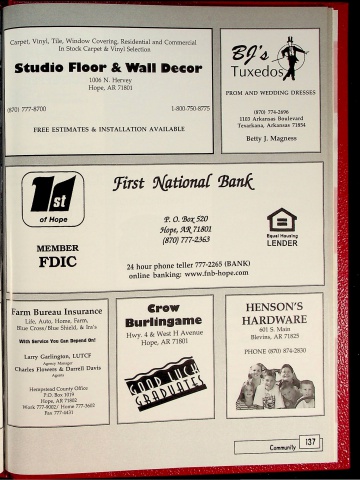 Carpet, Vinyl, Tile, Window Covering, Residential and Commercial
In Stock Carpet & Vinyl Selection
Studio Floor & Wall Decor
1006 N. Hervey
Hope, AR 71801
(870) 777-8700
1-800-750-8775
FREE ESTIMATES & INSTALLATION AVAILABLE
BJ's
Tuxedos
PROM AND WEDDING DRESSES
(870) 774-2696
1103 Arkansas Boulevard
Texarkana, Arkansas 71854
Betty J. Magness
1st
of Hope
MEMBER
FDIC
First National Bank
P. O. Box 520
Hope, AR 71801
(870) 777-2363
24 hour phone teller 777-2265 (BANK)
online banking: www.fnb-hope.com
Equal Housing
LENDER
Farm Bureau Insurance
Life, Auto, Home, Farm,
Blue Cross/Blue Shield, & Ira's
With Service You Can Depend On!
Larry Garlington, LUTCF
Agency Manager
Charles Flowers & Darrell Davis
Agents
Hempstead County Office
P.O. Box 1019
Hope, AR 71802
Work 777-8002/ Home 777-3602
Fax 777-4431
Crow
Burlingame
Hwy. 4 & West H Avenue
Hope, AR 71801
GOOD LUCK
GRADUATES
HENSON'S
HARDWARE
601 S. Main
Blevins, AR 71825
PHONE (870) 874-2830
Community 137